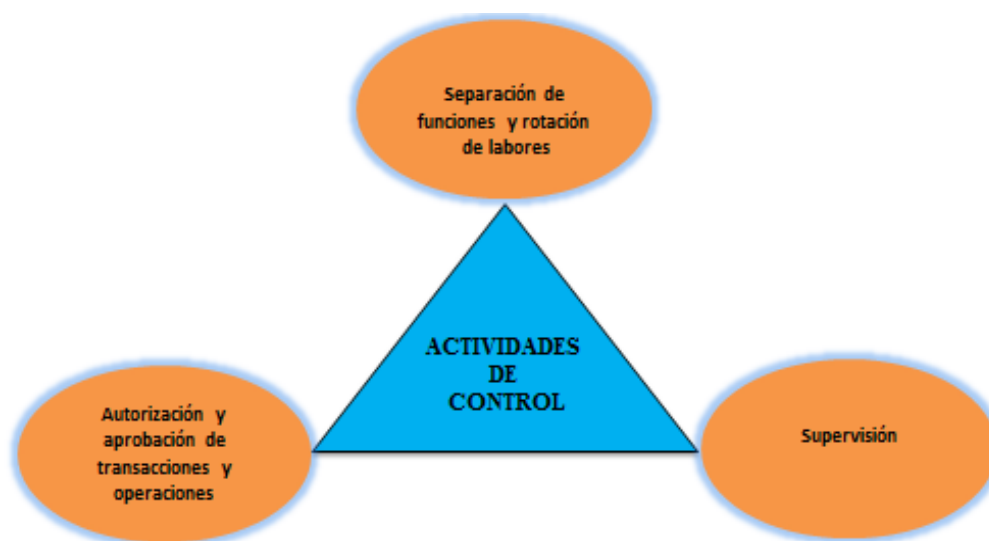 Separación de
funciones y rotación
de labores
ACTIVIDADES
DE
CONTROL
Autorización y
aprobación de
transacciones y
operaciones
Supervisión